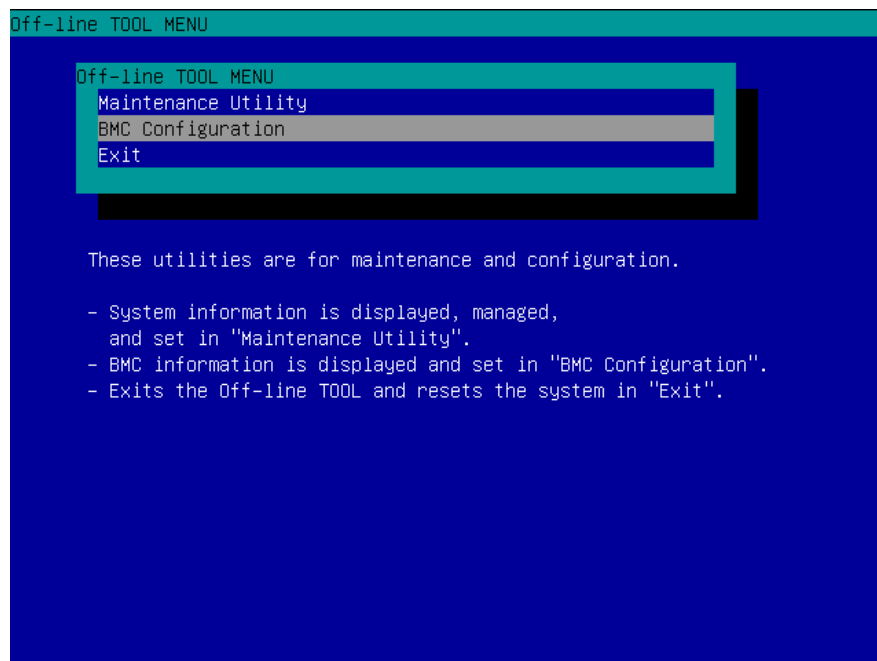 Off-line TOOL MENU
Off-line TOOL MENU
Maintenance Utility
BMC Configuration
Exit
These utilities are for maintenance and configuration.
- System information is displayed, managed,
and set in "Maintenance Utility".
- BMC information is displayed and set in "BMC Configuration".
- Exits the Off-line TOOL and resets the system in "Exit".